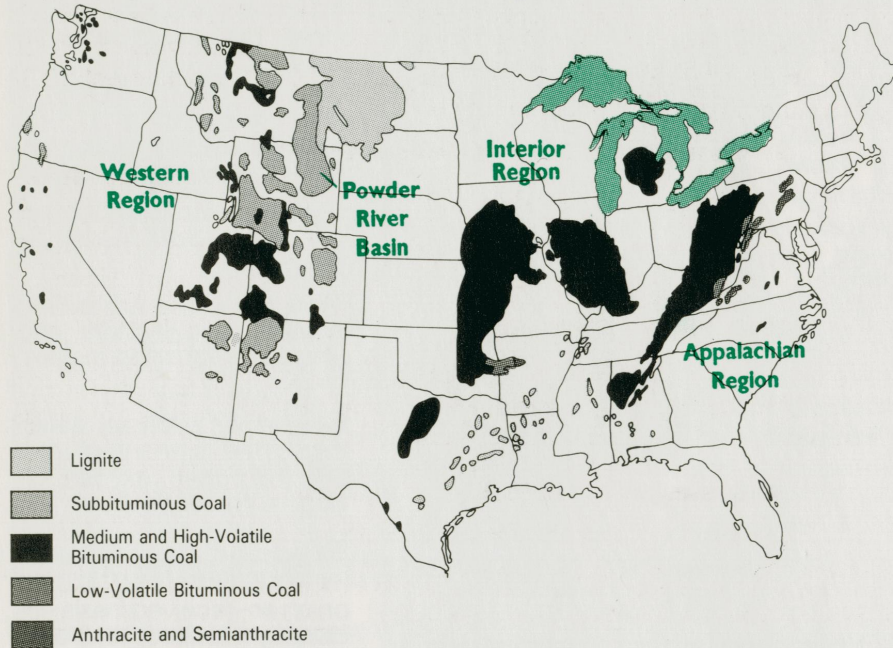 Western
Region
Powder
River
Basin
Interior
Region
Appalachian
Region
Lignite
Subbituminous Coal
Medium and High-Volatile
Bituminous Coal
Low-Volatile Bituminous Coal
Anthracite and Semianthracite